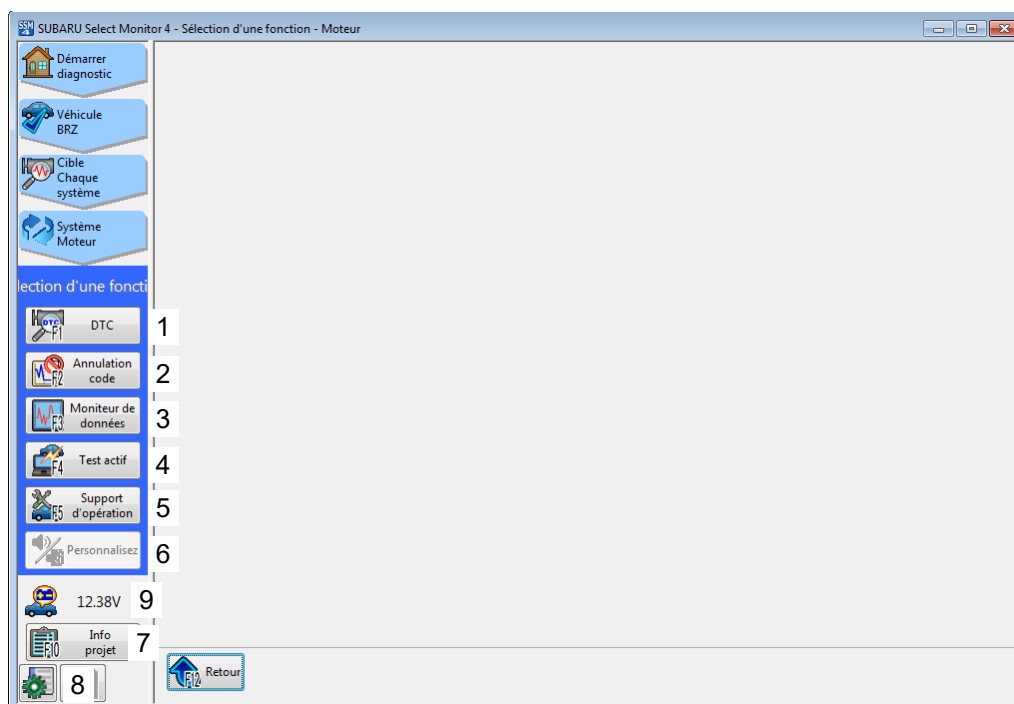 SUBARU Select Monitor 4 - Sélection d'une fonction - Moteur
Démarrer
diagnostic
Véhicule
BRZ
Cible
Chaque
système
Système
Moteur
lection d'une foncti
DTC
F1
DTC
1
F2
Annulation
code
2
F3
Moniteur de
données
3
F4
Test actif
4
F5
Support
d'opération
5
Personnalisez
6
12.38V
9
F10
Info
projet
7
8
F12
Retour